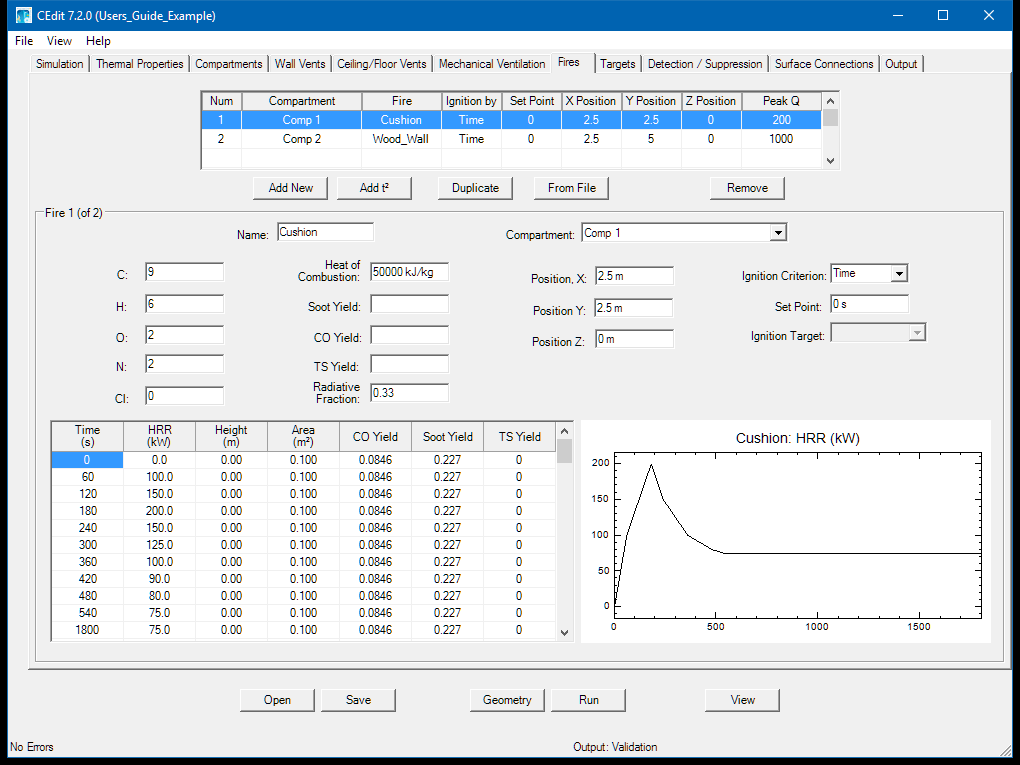 CEdit 7.2.0 (Users_Guide_Example)
File View Help
Simulation Thermal Properties Compartments Wall Vents Ceiling/Floor Vents Mechanical Ventilation Fires Targets Detection / Suppression Surface Connections Output
Num Compartment Fire Ignition by Set Point X Position Y Position Z Position Peak Q
1 Comp 1 Cushion Time 0 2.5 2.5 0 200
2 Comp 2 Wood_Wall Time 0 2.5 5 0 1000
Add New Add t² Duplicate From File Remove
Fire 1 (of 2)
Name: Cushion Compartment: Comp 1
C: 9
H: 6
O: 2
N: 2
Cl: 0
Heat of
Combustion: 50000 kJ/kg
Soot Yield:
CO Yield:
TS Yield:
Radiative
Fraction: 0.33
Position, X: 2.5 m
Position Y: 2.5 m
Position Z: 0 m
Ignition Criterion: Time
Set Point: 0 s
Ignition Target:
Time (s) HRR (kW) Height (m) Area (m²) CO Yield Soot Yield TS Yield
0 0.0 0.00 0.100 0.0846 0.227 0
60 100.0 0.00 0.100 0.0846 0.227 0
120 150.0 0.00 0.100 0.0846 0.227 0
180 200.0 0.00 0.100 0.0846 0.227 0
240 150.0 0.00 0.100 0.0846 0.227 0
300 125.0 0.00 0.100 0.0846 0.227 0
360 100.0 0.00 0.100 0.0846 0.227 0
420 90.0 0.00 0.100 0.0846 0.227 0
480 80.0 0.00 0.100 0.0846 0.227 0
540 75.0 0.00 0.100 0.0846 0.227 0
1800 75.0 0.00 0.100 0.0846 0.227 0
Cushion: HRR (kW)
200
150
100
50
0
0 500 1000 1500
Open Save Geometry Run View
No Errors Output: Validation